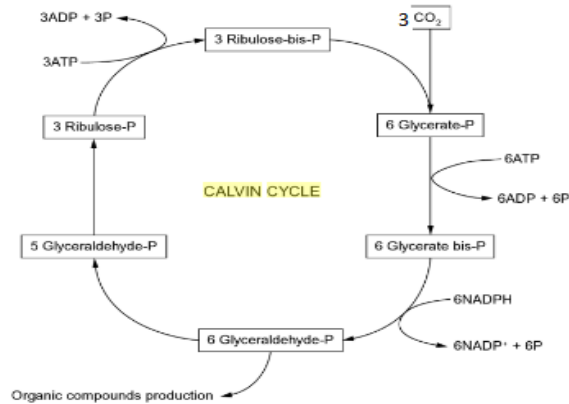 3ADP + 3P
3 CO₂
3 Ribulose-bis-P
3ATP
3 Ribulose-P
6 Glycerate-P
6ATP
CALVIN CYCLE
6ADP + 6P
5 Glyceraldehyde-P
6 Glycerate bis-P
6NADPH
6 Glyceraldehyde-P
6NADP⁺ + 6P
Organic compounds production